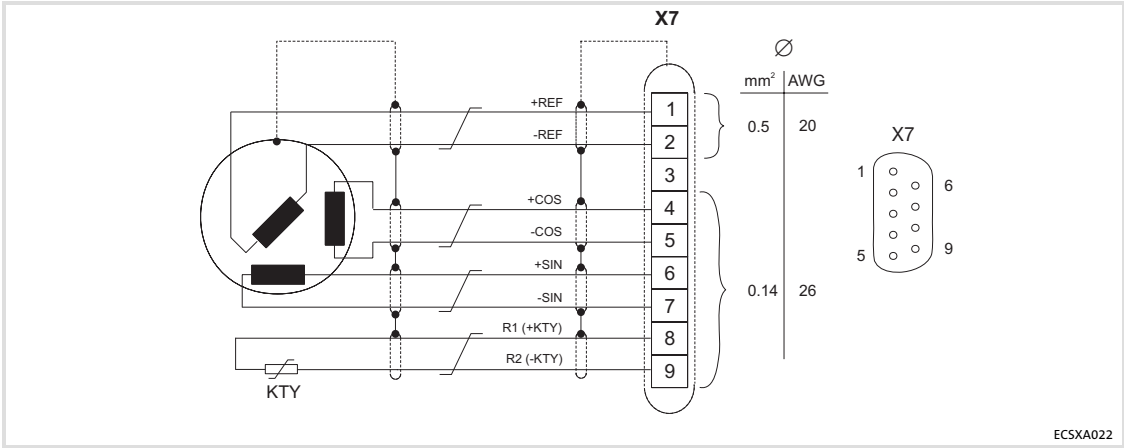 X7
∅
mm² AWG
+REF 1
-REF 2
0.5 20
3
+COS 4
-COS 5
+SIN 6
-SIN 7
0.14 26
R1 (+KTY) 8
R2 (-KTY) 9
KTY
X7
1 6
5 9
ECSXA022